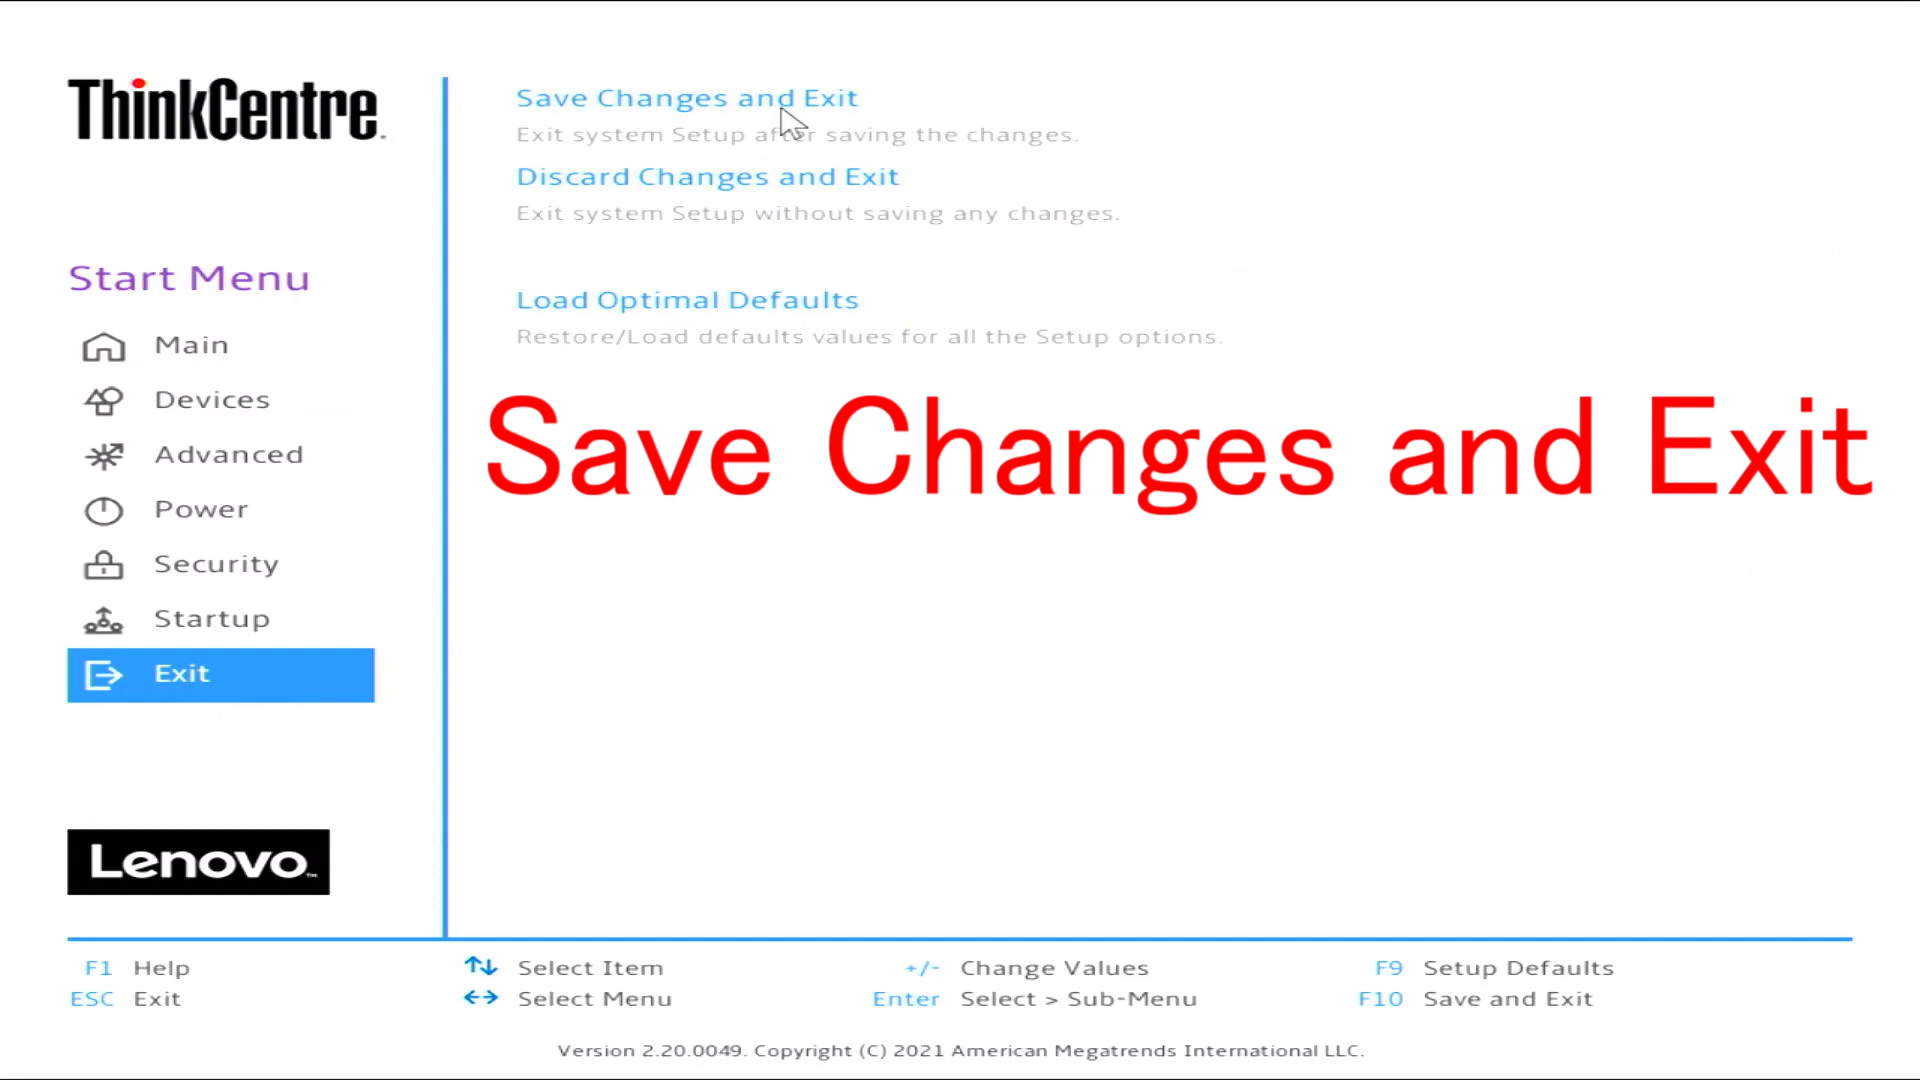 ThinkCentre.
Start Menu
Main
Devices
Advanced
Power
Security
Startup
Exit
Lenovo™
Save Changes and Exit
Exit system Setup after saving the changes.
Discard Changes and Exit
Exit system Setup without saving any changes.
Load Optimal Defaults
Restore/Load defaults values for all the Setup options.
Save Changes and Exit
F1 Help ↑↓ Select Item +/- Change Values F9 Setup Defaults
ESC Exit ←→ Select Menu Enter Select > Sub-Menu F10 Save and Exit
Version 2.20.0049. Copyright (C) 2021 American Megatrends International LLC.